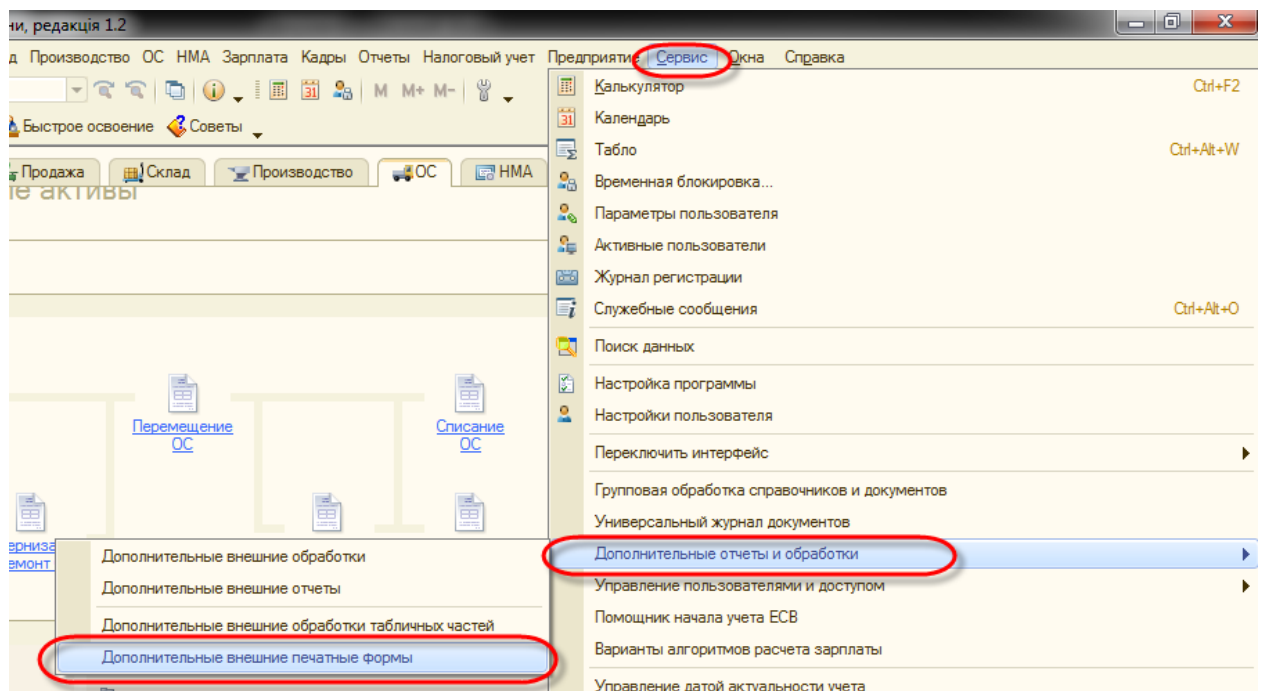 ни, редакція 1.2
д Производство ОС НМА Зарплата Кадры Отчеты Налоговый учет Предприятие Сервис Окна Справка
M M+ M-
Быстрое освоение Советы
Продажа Склад Производство ОС НМА
ие активы
Перемещение
ОС
Списание
ОС
ерниза
емонт
Калькулятор Ctrl+F2
Календарь
Табло Ctrl+Alt+W
Временная блокировка...
Параметры пользователя
Активные пользователи
Журнал регистрации
Служебные сообщения Ctrl+Alt+O
Поиск данных
Настройка программы
Настройки пользователя
Переключить интерфейс
Групповая обработка справочников и документов
Универсальный журнал документов
Дополнительные отчеты и обработки
Управление пользователями и доступом
Помощник начала учета ЕСВ
Варианты алгоритмов расчета зарплаты
Управление датой актуальности учета
Дополнительные внешние обработки
Дополнительные внешние отчеты
Дополнительные внешние обработки табличных частей
Дополнительные внешние печатные формы